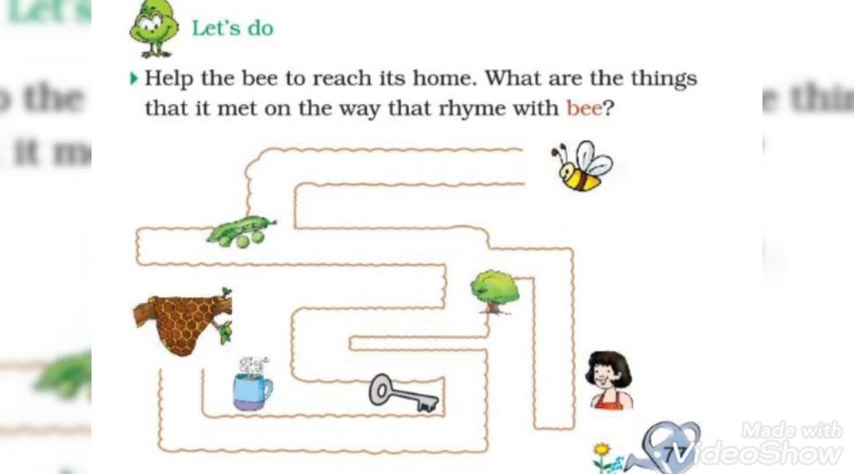 Let's do
Help the bee to reach its home. What are the things
that it met on the way that rhyme with bee?
77
Made with
VideoShow